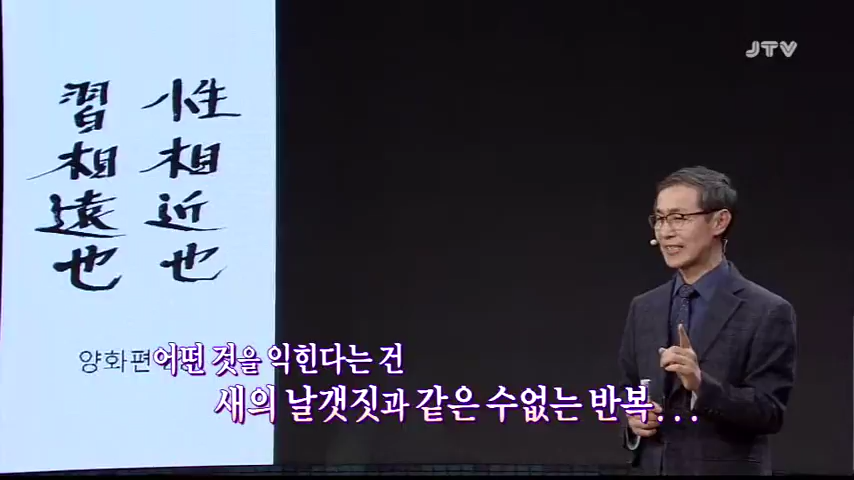 JTV
性相近也
習相遠也
양화편
어떤 것을 익힌다는 건
새의 날갯짓과 같은 수없는 반복...